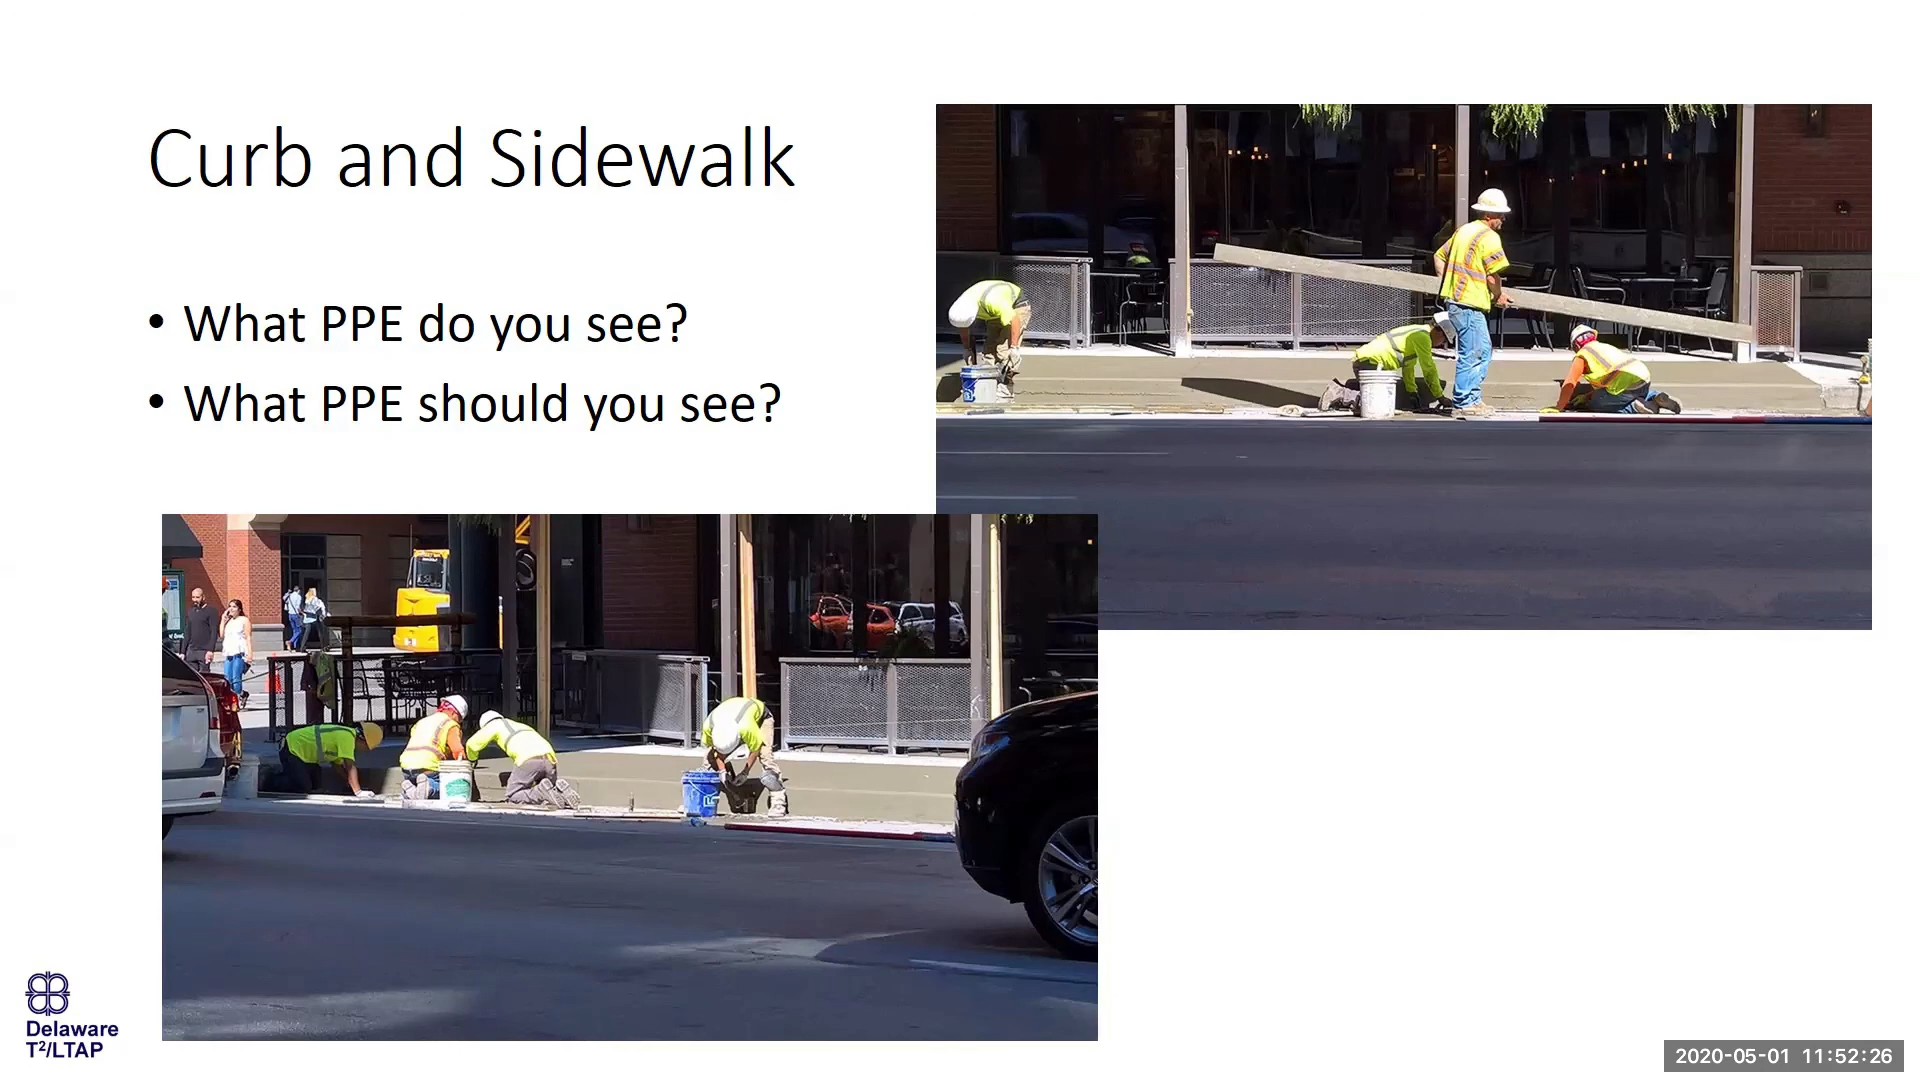 Curb and Sidewalk
• What PPE do you see?
• What PPE should you see?
Delaware
T²/LTAP
2020-05-01 11:52:26